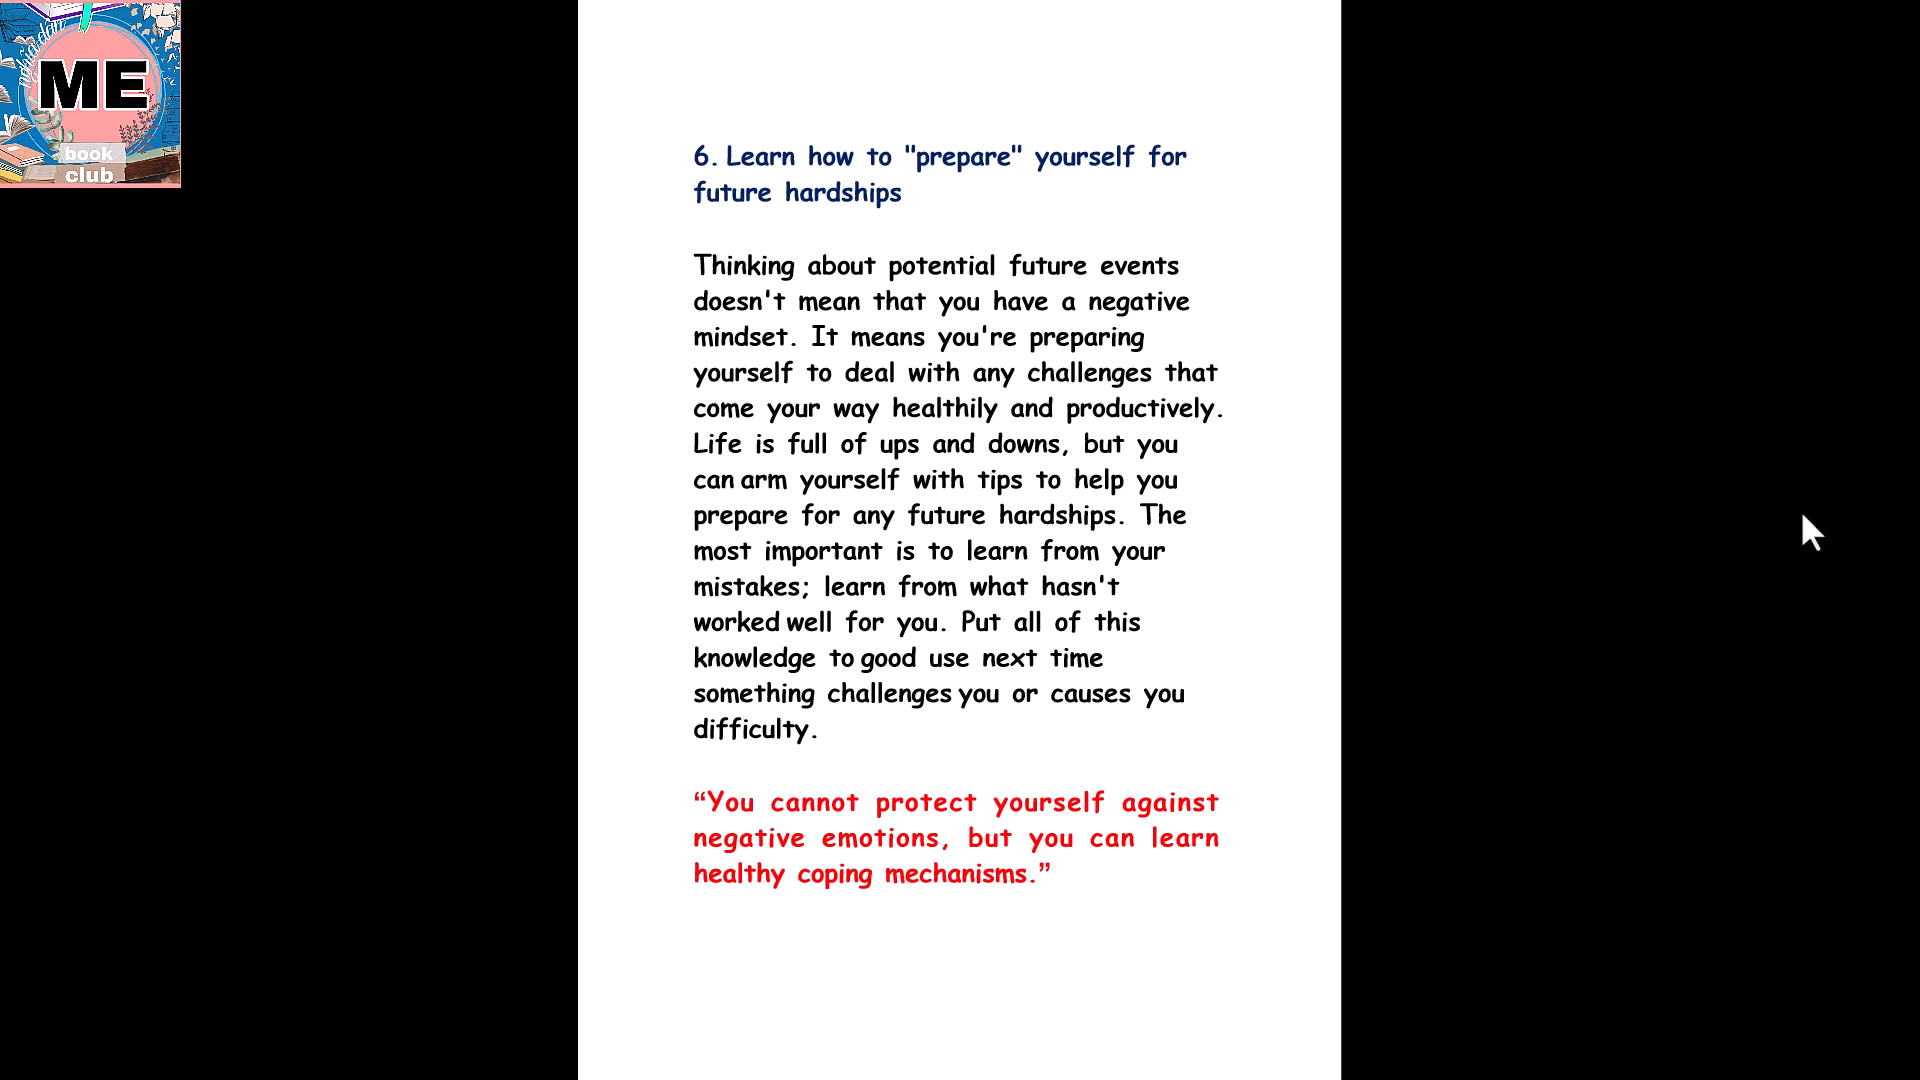 ME
book
club
6. Learn how to "prepare" yourself for
future hardships
Thinking about potential future events
doesn't mean that you have a negative
mindset. It means you're preparing
yourself to deal with any challenges that
come your way healthily and productively.
Life is full of ups and downs, but you
can arm yourself with tips to help you
prepare for any future hardships. The
most important is to learn from your
mistakes; learn from what hasn't
worked well for you. Put all of this
knowledge to good use next time
something challenges you or causes you
difficulty.
“You cannot protect yourself against
negative emotions, but you can learn
healthy coping mechanisms.”